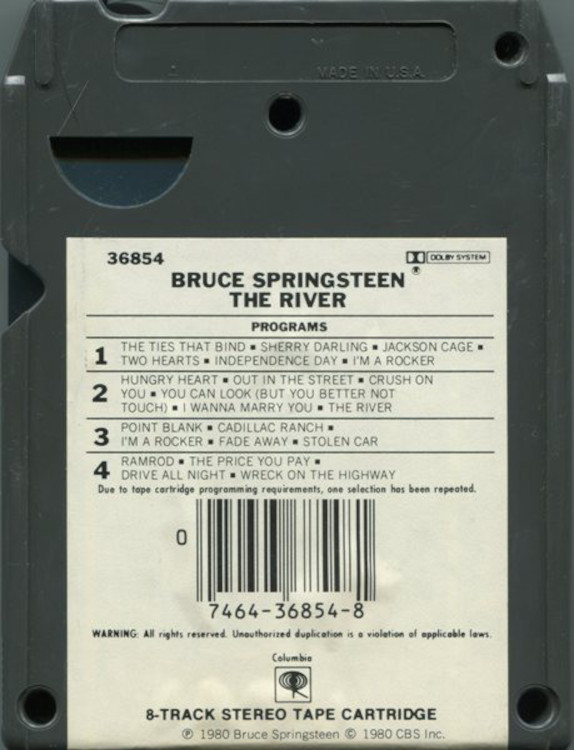 MADE IN U.S.A.
36854
DOLBY SYSTEM
®
BRUCE SPRINGSTEEN
THE RIVER
PROGRAMS
1 THE TIES THAT BIND ▪ SHERRY DARLING ▪ JACKSON CAGE ▪
TWO HEARTS ▪ INDEPENDENCE DAY ▪ I'M A ROCKER
2 HUNGRY HEART ▪ OUT IN THE STREET ▪ CRUSH ON
YOU ▪ YOU CAN LOOK (BUT YOU BETTER NOT
TOUCH) ▪ I WANNA MARRY YOU ▪ THE RIVER
3 POINT BLANK ▪ CADILLAC RANCH ▪
I'M A ROCKER ▪ FADE AWAY ▪ STOLEN CAR
4 RAMROD ▪ THE PRICE YOU PAY ▪
DRIVE ALL NIGHT ▪ WRECK ON THE HIGHWAY
Due to tape cartridge programming requirements, one selection has been repeated.
0
7464-36854-8
WARNING: All rights reserved. Unauthorized duplication is a violation of applicable laws.
Columbia
8-TRACK STEREO TAPE CARTRIDGE
℗ 1980 Bruce Springsteen © 1980 CBS Inc.